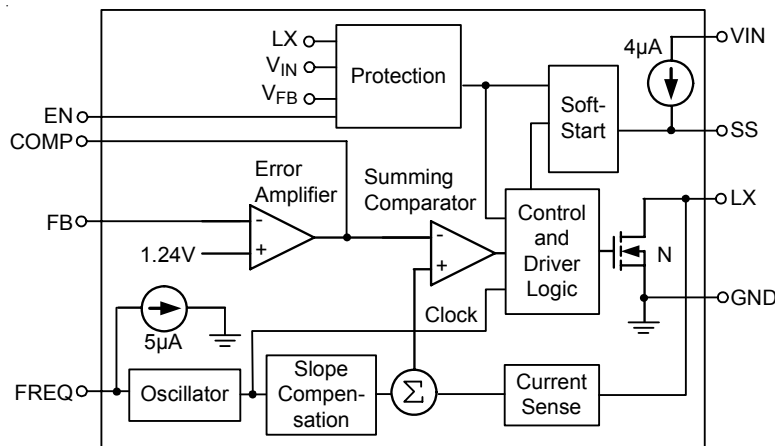 LX
VIN
VFB
Protection
4µA
VIN
EN
Soft-
Start
SS
COMP
Error
Amplifier
Summing
Comparator
LX
FB
-
+
1.24V
-
+
Control
and
Driver
Logic
N
GND
5µA
Clock
FREQ
Oscillator
Slope
Compen-
sation
Σ
Current
Sense